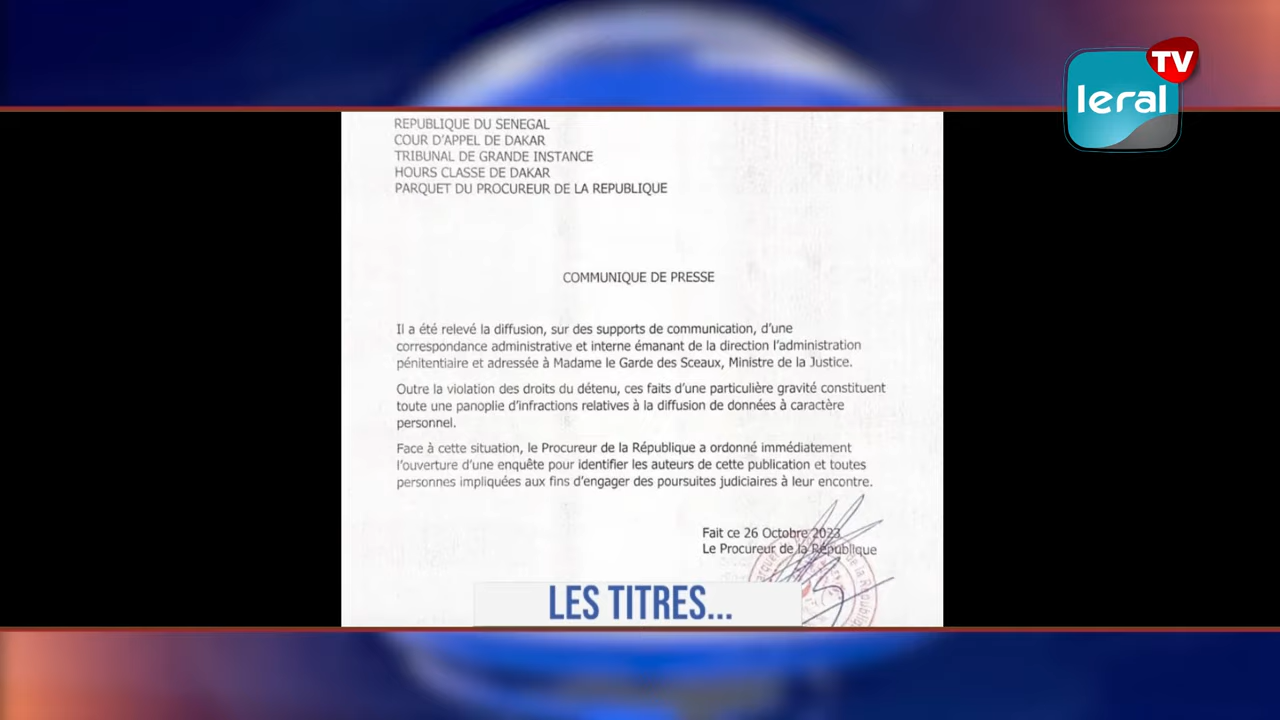 TV
leral
REPUBLIQUE DU SENEGAL
COUR D'APPEL DE DAKAR
TRIBUNAL DE GRANDE INSTANCE
HOURS CLASSE DE DAKAR
PARQUET DU PROCUREUR DE LA REPUBLIQUE
COMMUNIQUE DE PRESSE
Il a été relevé la diffusion, sur des supports de communication, d'une
correspondance administrative et interne émanant de la direction l'administration
pénitentiaire et adressée à Madame le Garde des Sceaux, Ministre de la Justice.
Outre la violation des droits du détenu, ces faits d'une particulière gravité constituent
toute une panoplie d'infractions relatives à la diffusion de données à caractère
personnel.
Face à cette situation, le Procureur de la République a ordonné immédiatement
l'ouverture d'une enquête pour identifier les auteurs de cette publication et toutes
personnes impliquées aux fins d'engager des poursuites judiciaires à leur encontre.
Fait ce 26 Octobre 2023
Le Procureur de la République
LES TITRES...